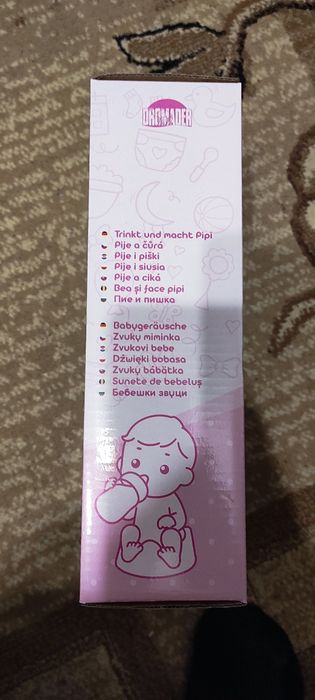 DROMADER
Trinkt und macht Pipi
Pije a čůrá
Pije i piški
Pije i siusia
Pije a ciká
Bea și face pipi
Пие и пишка
Babygeräusche
Zvuky miminka
Zvukovi bebe
Dźwięki bobasa
Zvuky bábätka
Sunete de bebeluș
Бебешки звуци